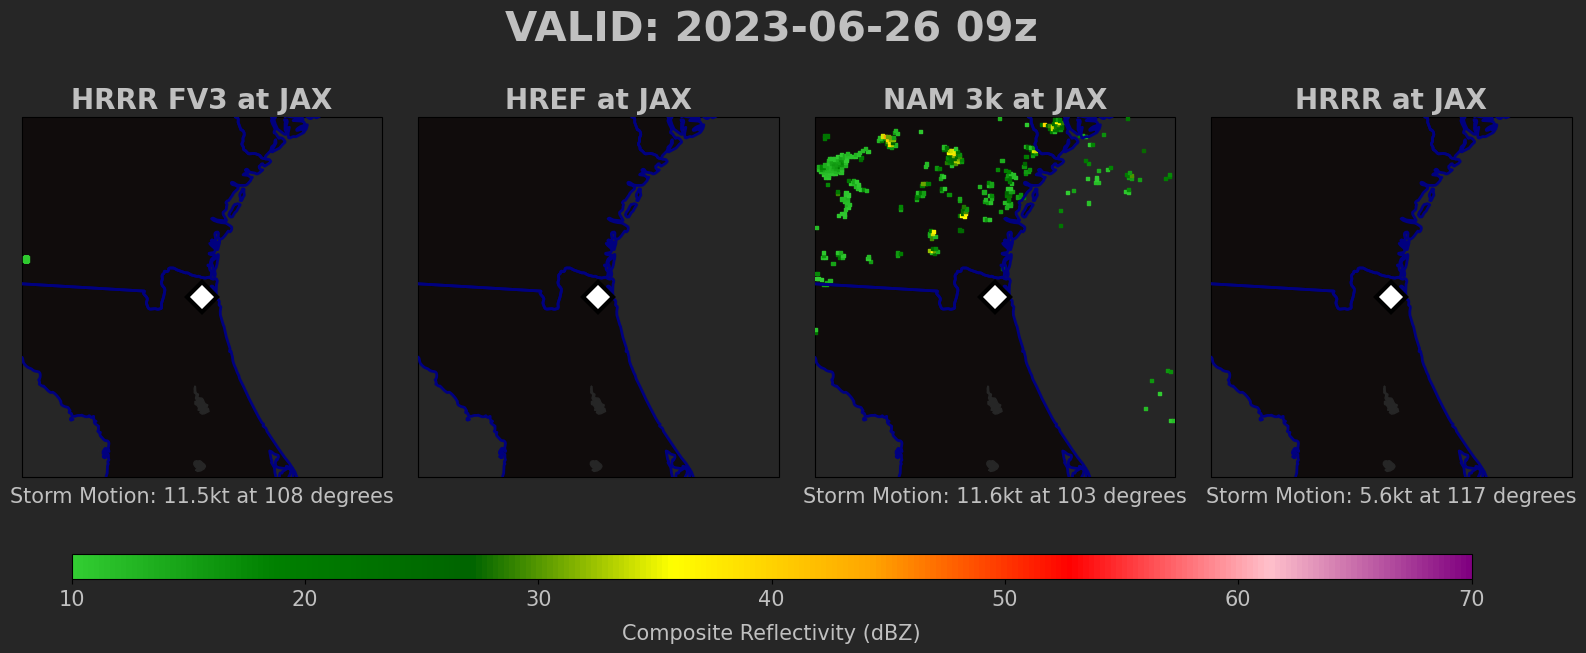 VALID: 2023-06-26 09z
HRRR FV3 at JAX
HREF at JAX
NAM 3k at JAX
HRRR at JAX
Storm Motion: 11.5kt at 108 degrees
Storm Motion: 11.6kt at 103 degrees
Storm Motion: 5.6kt at 117 degrees
10 20 30 40 50 60 70
Composite Reflectivity (dBZ)